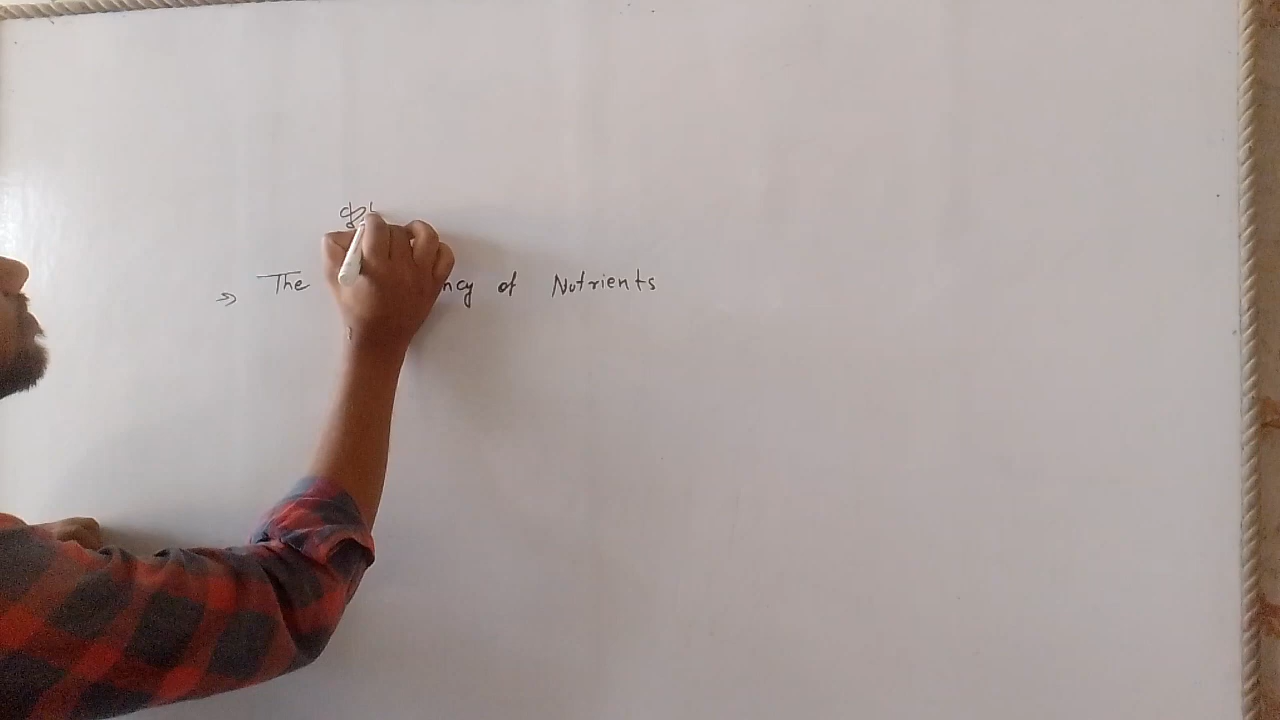 ⇒ The ncy of Nutrients